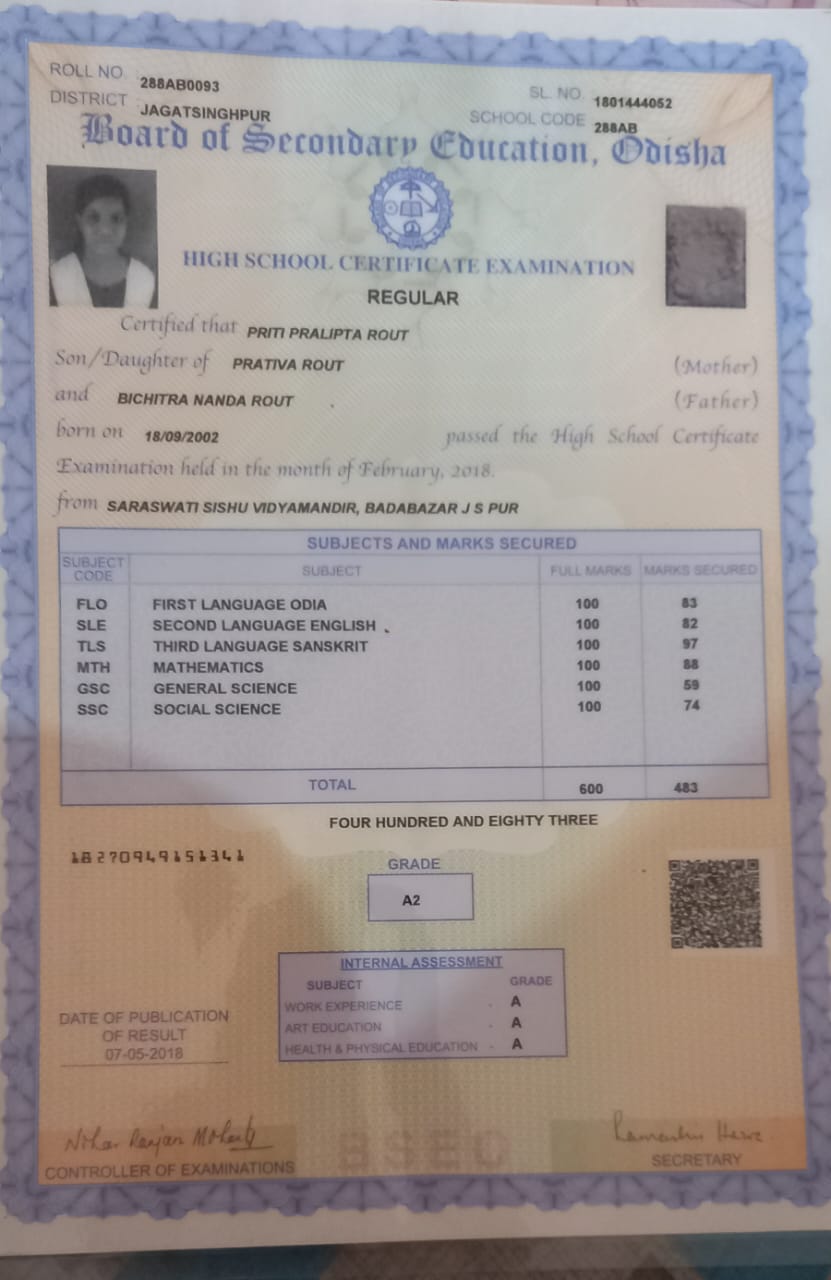 ROLL NO. 288AB0093
DISTRICT JAGATSINGHPUR
SL. NO. 1801444052
SCHOOL CODE 288AB
Board of Secondary Education, Odisha
HIGH SCHOOL CERTIFICATE EXAMINATION
REGULAR
Certified that PRITI PRALIPTA ROUT
Son/Daughter of PRATIVA ROUT (Mother)
and BICHITRA NANDA ROUT (Father)
born on 18/09/2002 passed the High School Certificate
Examination held in the month of February, 2018.
from SARASWATI SISHU VIDYAMANDIR, BADABAZAR J S PUR
SUBJECTS AND MARKS SECURED
SUBJECT CODE SUBJECT FULL MARKS MARKS SECURED
FLO FIRST LANGUAGE ODIA 100 83
SLE SECOND LANGUAGE ENGLISH 100 82
TLS THIRD LANGUAGE SANSKRIT 100 97
MTH MATHEMATICS 100 88
GSC GENERAL SCIENCE 100 59
SSC SOCIAL SCIENCE 100 74
TOTAL 600 483
FOUR HUNDRED AND EIGHTY THREE
18270949151341
GRADE
A2
INTERNAL ASSESSMENT
SUBJECT GRADE
WORK EXPERIENCE - A
ART EDUCATION - A
HEALTH & PHYSICAL EDUCATION - A
DATE OF PUBLICATION
OF RESULT
07-05-2018
Nihar Ranjan Mohanty
CONTROLLER OF EXAMINATIONS
BSEO
SECRETARY